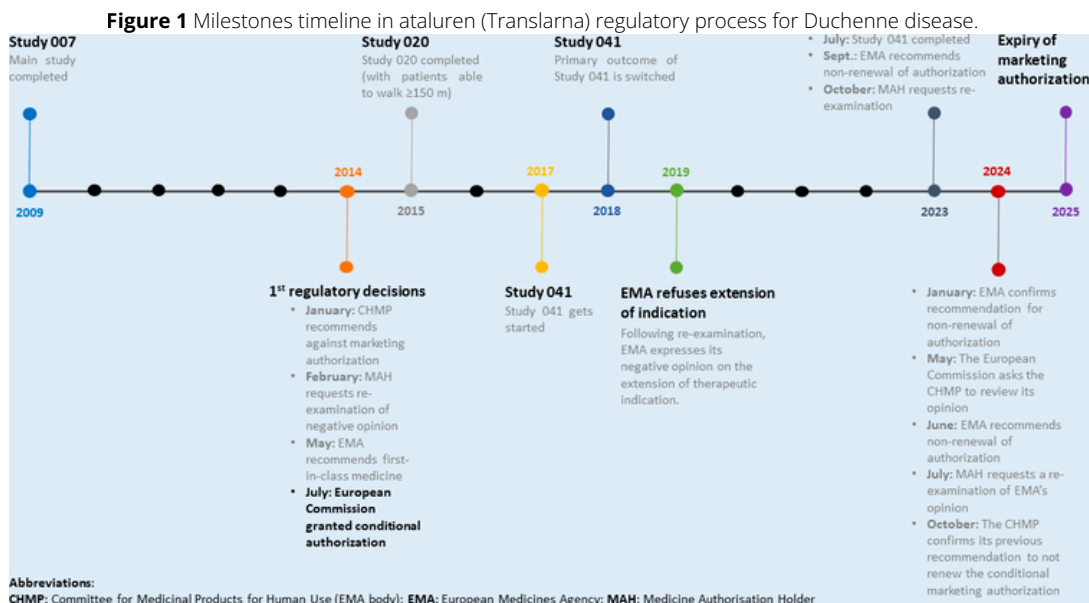 Figure 1 Milestones timeline in ataluren (Translarna) regulatory process for Duchenne disease.
Study 007
Main study
completed
Study 020
Study 020 completed
(with patients able
to walk ≥150 m)
Study 041
Primary outcome of
Study 041 is switched
• July: Study 041 completed
• Sept.: EMA recommends
non-renewal of authorization
• October: MAH requests re-
examination
Expiry of
marketing
authorization
2014
2017
2019
2024
2009
2015
2018
2023
2025
1st regulatory decisions
• January: CHMP
recommends
against marketing
authorization
• February: MAH
requests re-
examination of
negative opinion
• May: EMA
recommends first-
in-class medicine
• July: European
Commission
granted conditional
authorization
Study 041
Study 041 gets
started
EMA refuses extension
of indication
Following re-examination,
EMA expresses its
negative opinion on the
extension of therapeutic
indication.
• January: EMA confirms
recommendation for
non-renewal of
authorization
• May: The European
Commission asks the
CHMP to review its
opinion
• June: EMA recommends
non-renewal of
authorization
• July: MAH requests a re-
examination of EMA's
opinion
• October: The CHMP
confirms its previous
recommendation to not
renew the conditional
marketing authorization
Abbreviations:
CHMP: Committee for Medicinal Products for Human Use (EMA body); EMA: European Medicines Agency; MAH: Medicine Authorisation Holder